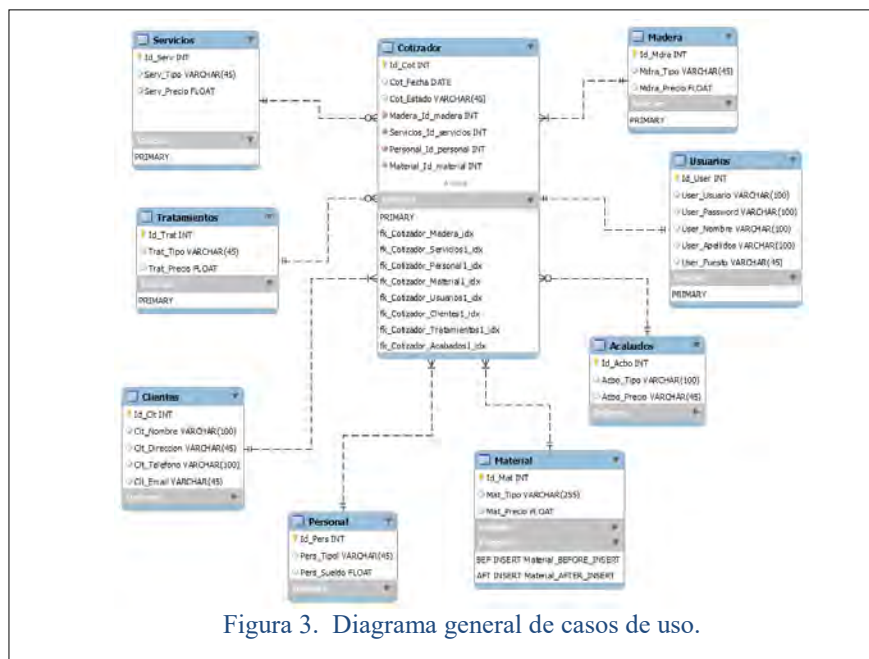 Servicios
Id_Serv INT
Serv_Tipo VARCHAR(45)
Serv_Precio FLOAT
PRIMARY
Tratamientos
Id_Trat INT
Trat_Tipo VARCHAR(45)
Trat_Precio FLOAT
PRIMARY
Clientes
Id_Clt INT
Clt_Nombre VARCHAR(100)
Clt_Direccion VARCHAR(45)
Clt_Telefono VARCHAR(100)
Clt_Email VARCHAR(45)
Cotizador
Id_Cot INT
Cot_Fecha DATE
Cot_Estado VARCHAR(45)
Madera_Id_madera INT
Servicios_Id_servicios INT
Personal_Id_personal INT
Material_Id_material INT
PRIMARY
fk_Cotizador_Madera_idx
fk_Cotizador_Servicios1_idx
fk_Cotizador_Personal1_idx
fk_Cotizador_Material1_idx
fk_Cotizador_Usuarios1_idx
fk_Cotizador_Clientes1_idx
fk_Cotizador_Tratamientos1_idx
fk_Cotizador_Acabados1_idx
Madera
Id_Mdra INT
Mdra_Tipo VARCHAR(45)
Mdra_Precio FLOAT
PRIMARY
Usuarios
Id_User INT
User_Usuario VARCHAR(100)
User_Password VARCHAR(100)
User_Nombre VARCHAR(100)
User_Apellidos VARCHAR(100)
User_Puesto VARCHAR(45)
PRIMARY
Acabados
Id_Acbo INT
Acbo_Tipo VARCHAR(100)
Acbo_Precio VARCHAR(45)
Material
Id_Mat INT
Mat_Tipo VARCHAR(255)
Mat_Precio FLOAT
BEF INSERT Material_BEFORE_INSERT
AFT INSERT Material_AFTER_INSERT
Personal
Id_Pers INT
Pers_Tipol VARCHAR(45)
Pers_Sueldo FLOAT
Figura 3. Diagrama general de casos de uso.